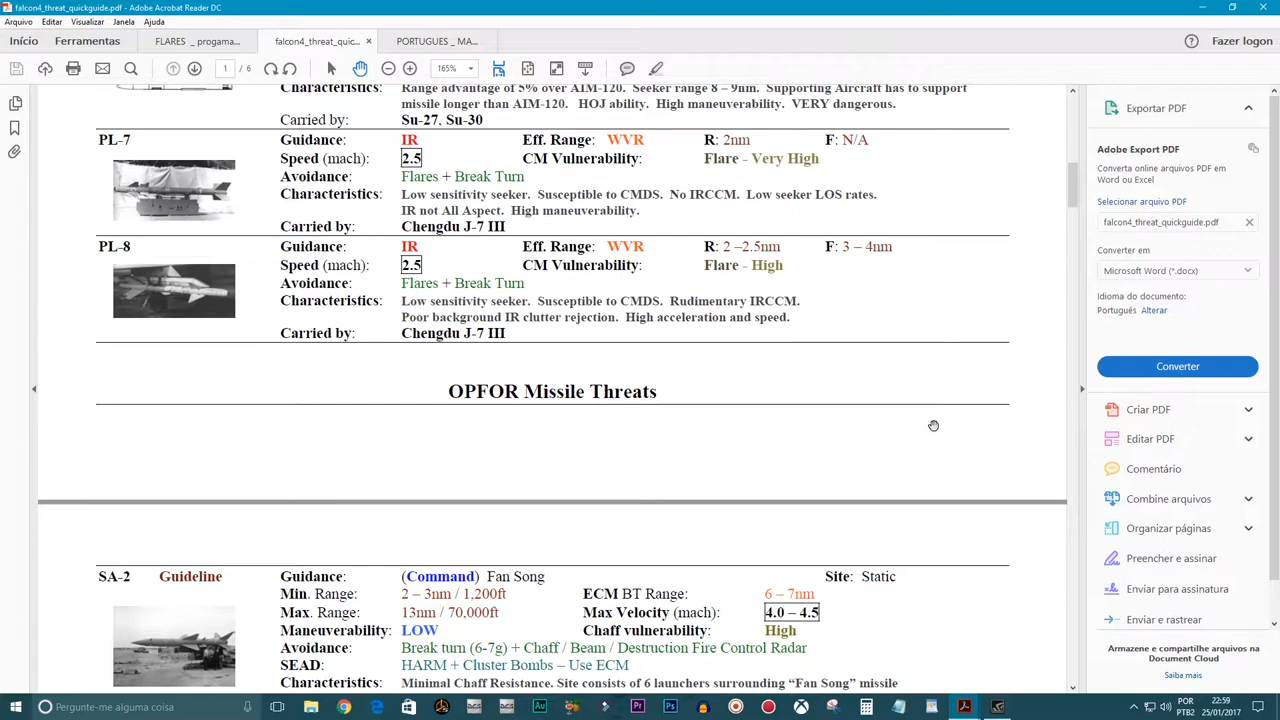 falcon4_threat_quickguide.pdf - Adobe Acrobat Reader DC
Arquivo Editar Visualizar Janela Ajuda
Início Ferramentas FLARES _ progama... falcon4_threat_quic... × PORTUGUES _ MA... Fazer logon
1 / 6 165%
Characteristics: Range advantage of 5% over AIM-120. Seeker range 8 – 9nm. Supporting Aircraft has to support
missile longer than AIM-120. HOJ ability. High maneuverability. VERY dangerous.
Carried by: Su-27, Su-30
PL-7 Guidance: IR Eff. Range: WVR R: 2nm F: N/A
Speed (mach): 2.5 CM Vulnerability: Flare - Very High
Avoidance: Flares + Break Turn
Characteristics: Low sensitivity seeker. Susceptible to CMDS. No IRCCM. Low seeker LOS rates.
IR not All Aspect. High maneuverability.
Carried by: Chengdu J-7 III
PL-8 Guidance: IR Eff. Range: WVR R: 2 –2.5nm F: 3 – 4nm
Speed (mach): 2.5 CM Vulnerability: Flare - High
Avoidance: Flares + Break Turn
Characteristics: Low sensitivity seeker. Susceptible to CMDS. Rudimentary IRCCM.
Poor background IR clutter rejection. High acceleration and speed.
Carried by: Chengdu J-7 III
OPFOR Missile Threats
SA-2 Guideline Guidance: (Command) Fan Song Site: Static
Min. Range: 2 – 3nm / 1,200ft ECM BT Range: 6 – 7nm
Max. Range: 13nm / 70,000ft Max Velocity (mach): 4.0 – 4.5
Maneuverability: LOW Chaff vulnerability: High
Avoidance: Break turn (6-7g) + Chaff / Beam / Destruction Fire Control Radar
SEAD: HARM + Cluster Bombs – Use ECM
Characteristics: Minimal Chaff Resistance. Site consists of 6 launchers surrounding “Fan Song” missile
Exportar PDF
Adobe Export PDF
Converta online arquivos PDF em
Word ou Excel
Selecionar arquivo PDF
falcon4_threat_quickguide.pdf ×
Converter em
Microsoft Word (*.docx)
Idioma do documento:
Português Alterar
Converter
Criar PDF
Editar PDF
Comentário
Combine arquivos
Organizar páginas
Preencher e assinar
Enviar para assinatura
Enviar e rastrear
Armazene e compartilhe arquivos na
Document Cloud
Saiba mais
Pergunte-me alguma coisa
Au Pr Ps
POR 22:59
PTB2 25/01/2017